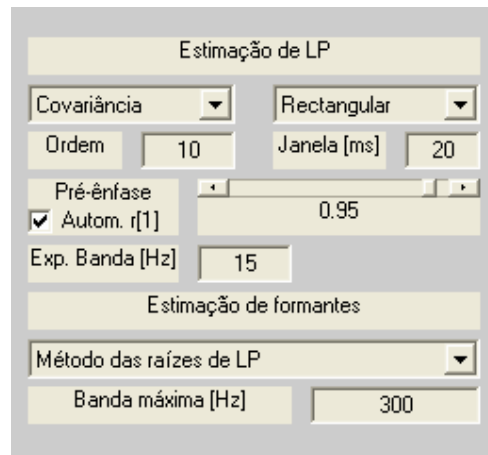 Estimação de LP
Covariância Rectangular
Ordem 10 Janela [ms] 20
Pré-ênfase
Autom. r[1] 0.95
Exp. Banda [Hz] 15
Estimação de formantes
Método das raízes de LP
Banda máxima [Hz] 300